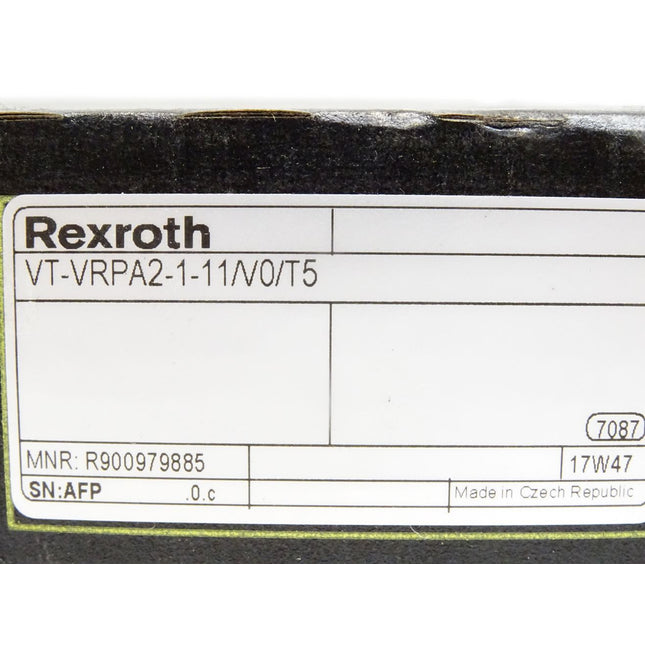 Rexroth
VT-VRPA2-1-11/V0/T5
7087
MNR: R900979885
17W47
SN:AFP .0.c
Made in Czech Republic